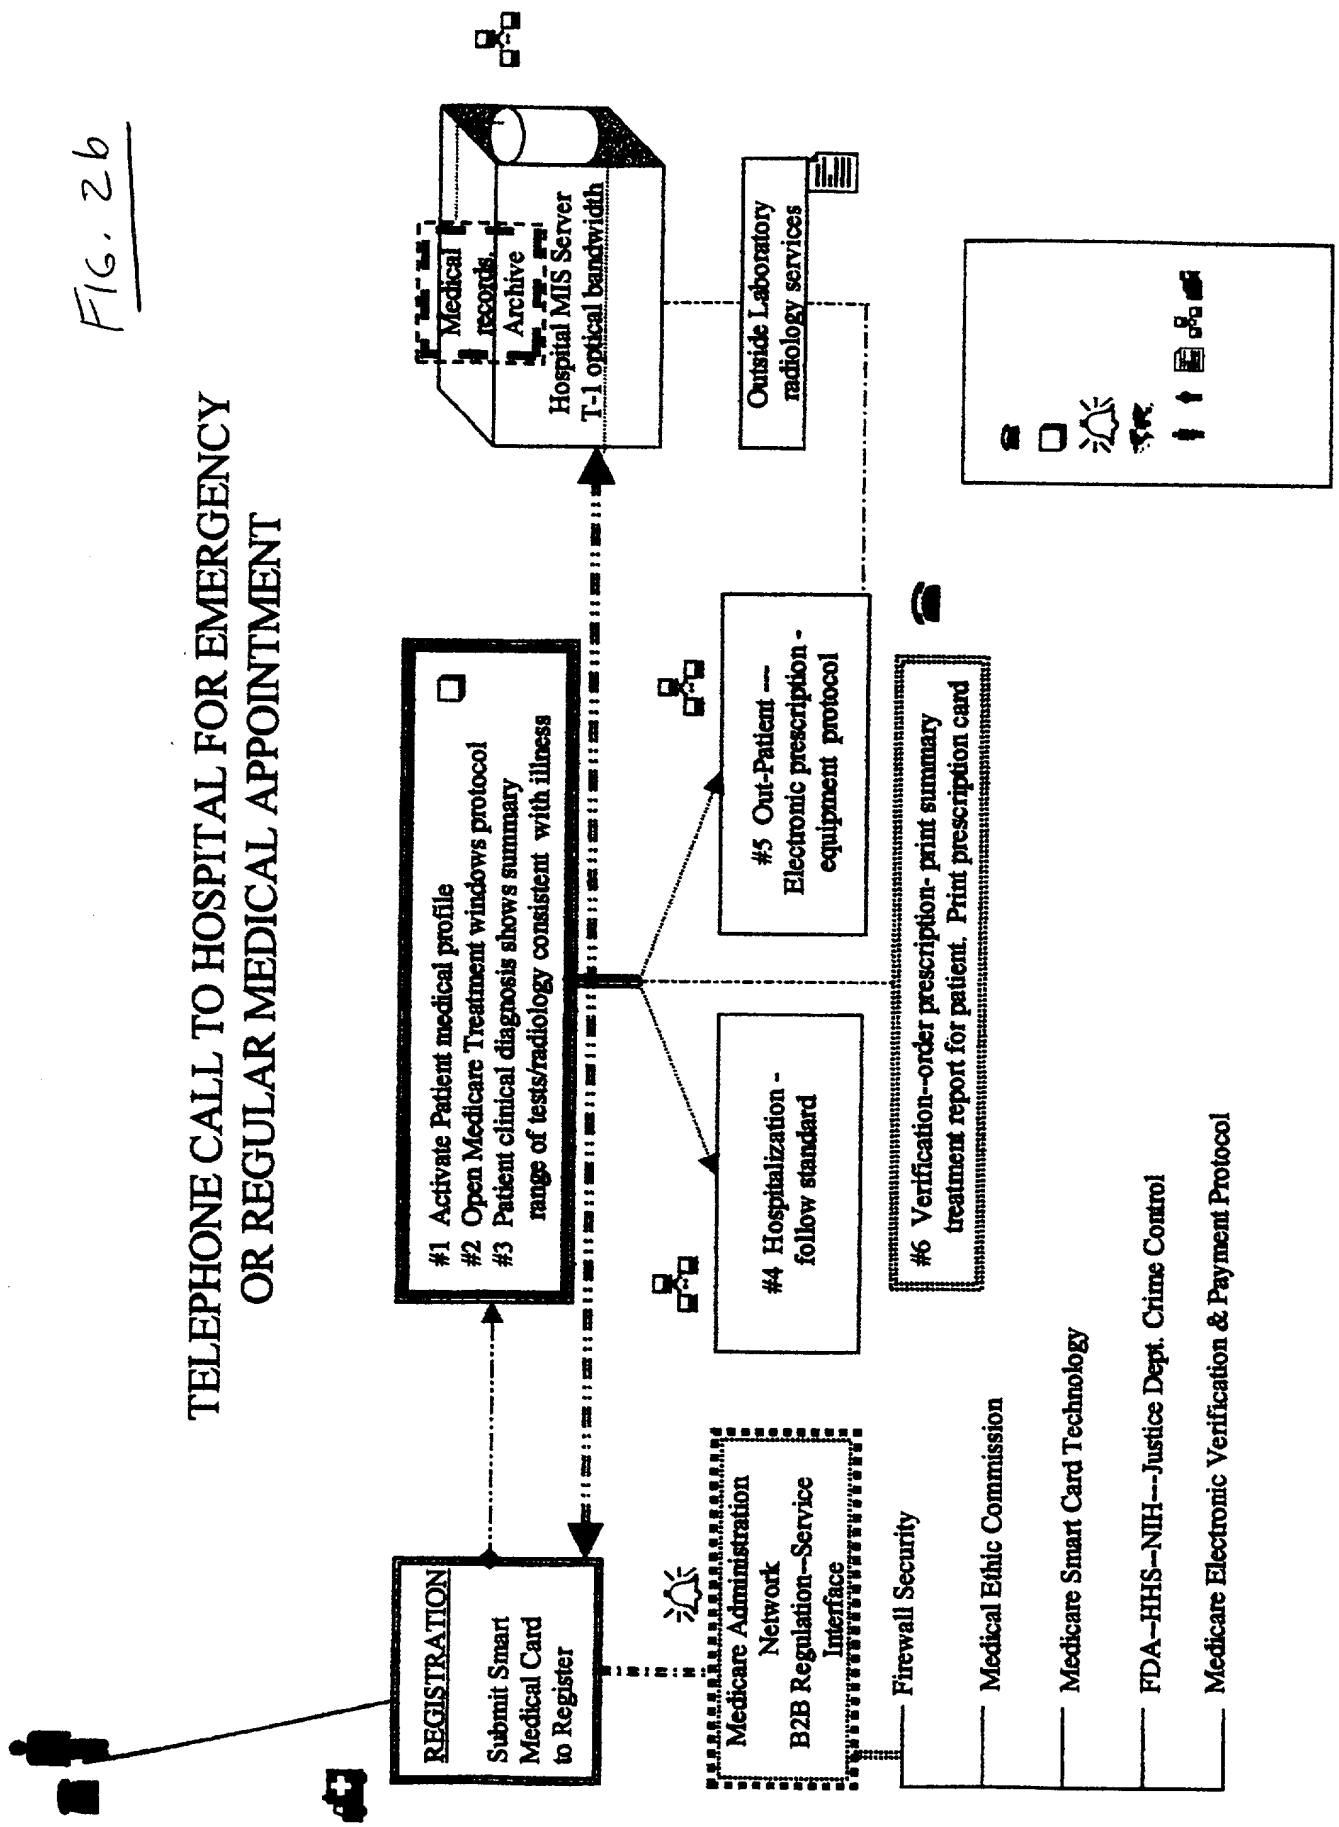 FIG. 2b
TELEPHONE CALL TO HOSPITAL FOR EMERGENCY
OR REGULAR MEDICAL APPOINTMENT
REGISTRATION
Submit Smart
Medical Card
to Register
#1 Activate Patient medical profile
#2 Open Medicare Treatment windows protocol
#3 Patient clinical diagnosis shows summary
range of tests/radiology consistent with illness
Medical
records,
Archive
Hospital MIS Server
T-1 optical bandwidth
Medicare Administration
Network
B2B Regulation--Service
Interface
#4 Hospitalization -
follow standard
#5 Out-Patient ---
Electronic prescription -
equipment protocol
Outside Laboratory
radiology services
#6 Verification--order prescription- print summary
treatment report for patient. Print prescription card
Firewall Security
Medical Ethic Commission
Medicare Smart Card Technology
FDA--HHS--NIH---Justice Dept. Crime Control
Medicare Electronic Verification & Payment Protocol